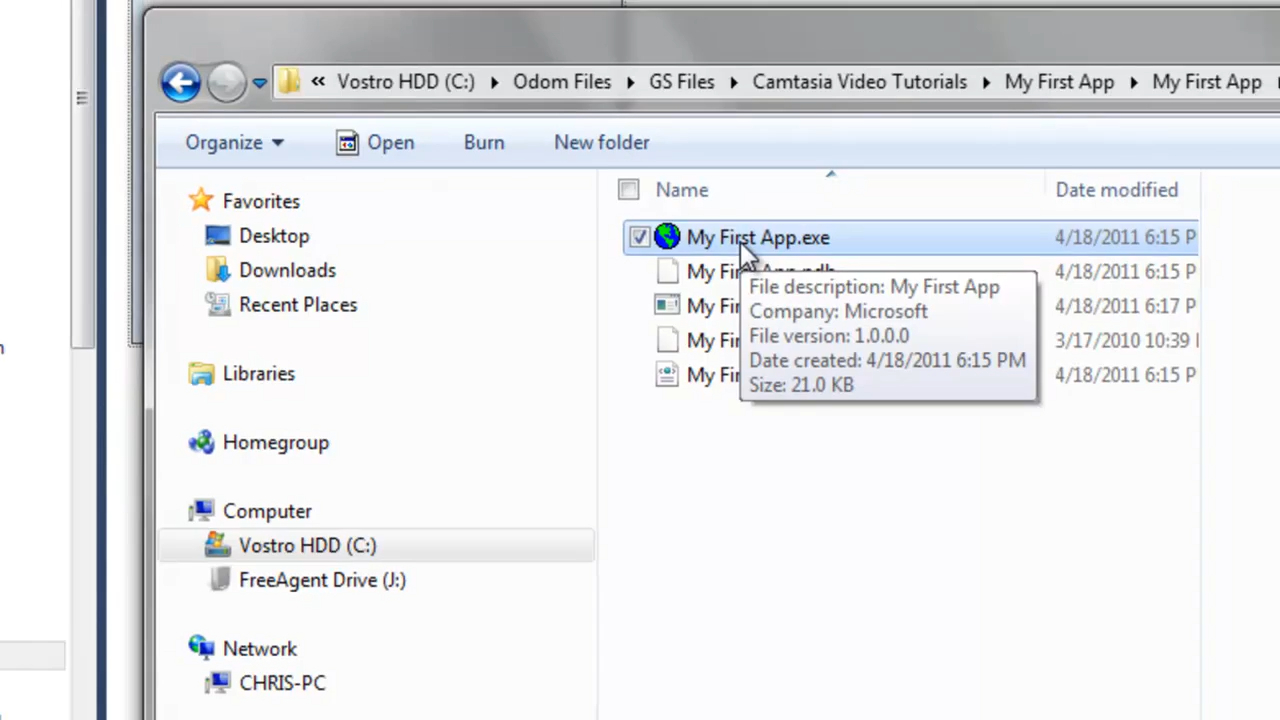 « Vostro HDD (C:) Odom Files GS Files Camtasia Video Tutorials My First App My First App
Organize Open Burn New folder
Favorites
Desktop
Downloads
Recent Places
Libraries
Homegroup
Computer
Vostro HDD (C:)
FreeAgent Drive (J:)
Network
CHRIS-PC
Name Date modified
My First App.exe 4/18/2011 6:15 P
My Fi App.pdb 4/18/2011 6:15 P
My Fir 4/18/2011 6:17 P
My Fir 3/17/2010 10:39
My Fir 4/18/2011 6:15 P
File description: My First App
Company: Microsoft
File version: 1.0.0.0
Date created: 4/18/2011 6:15 PM
Size: 21.0 KB